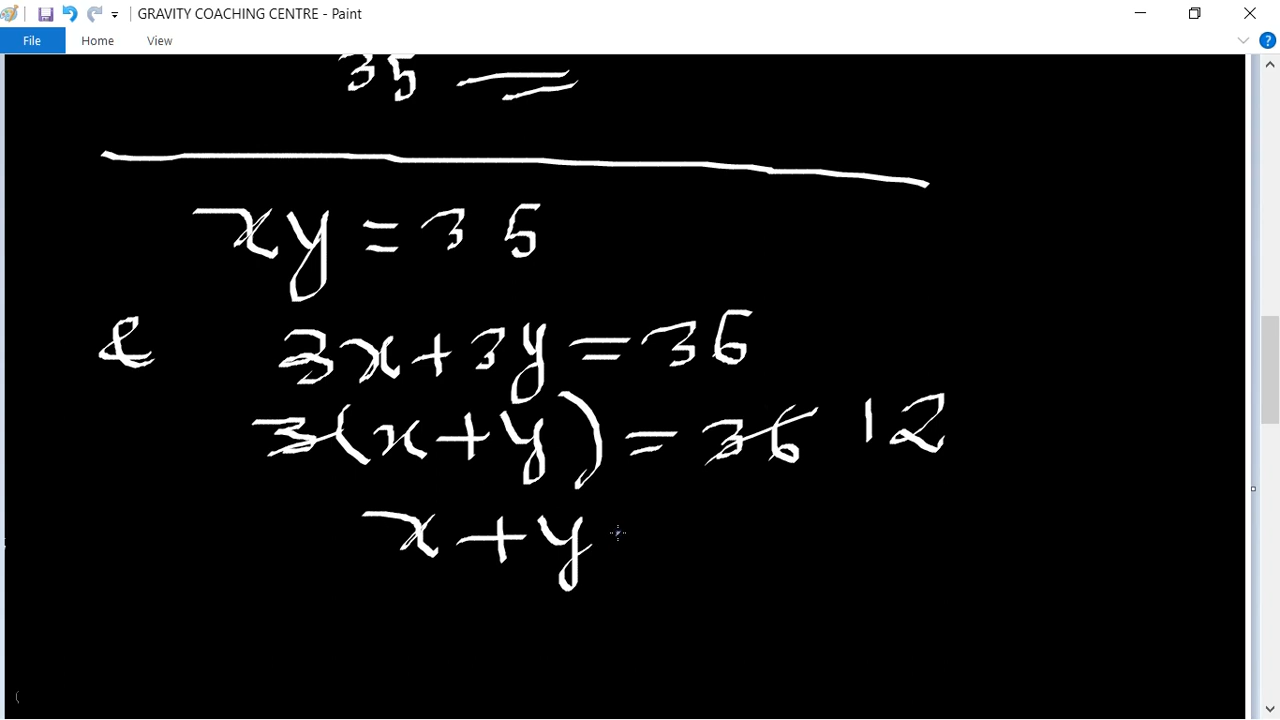 GRAVITY COACHING CENTRE - Paint
File Home View
35
xy = 35
& 3x + 3y = 36
3(x + y) = 36 12
x + y